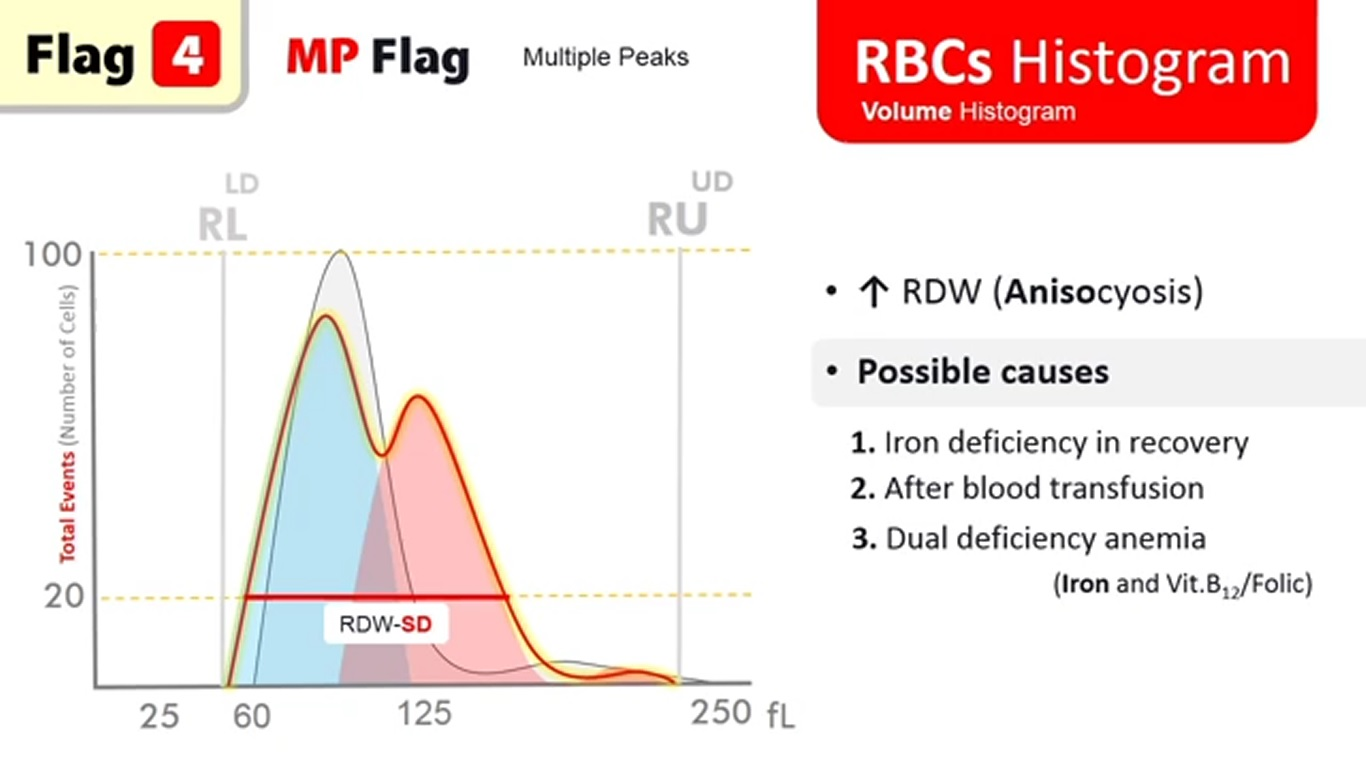 Flag 4
MP Flag
Multiple Peaks
RBCs Histogram
Volume Histogram
LD
RL
UD
RU
100
Total Events (Number of Cells)
20
RDW-SD
25
60
125
250
fL
• ↑ RDW (Anisocyosis)
• Possible causes
1. Iron deficiency in recovery
2. After blood transfusion
3. Dual deficiency anemia
(Iron and Vit.B₁₂/Folic)